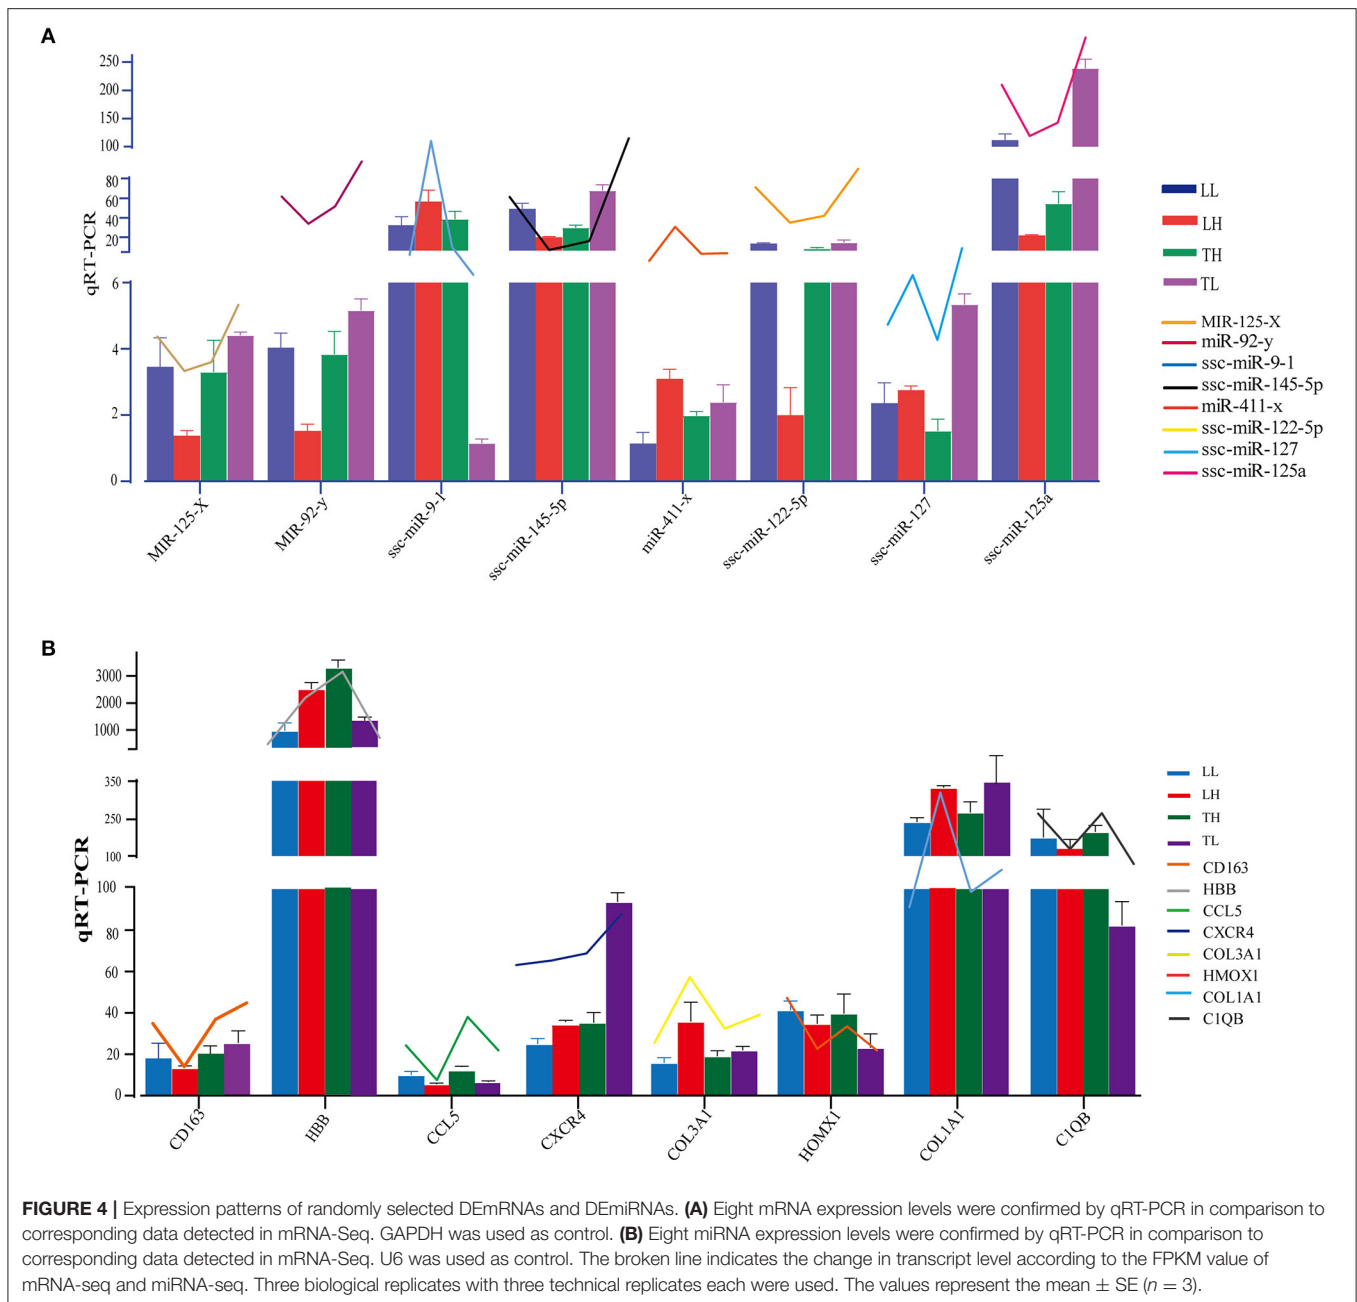 A
250
200
150
100
80
60
40
20
6
4
2
0
qRT-PCR
MIR-125-X
MIR-92-y
ssc-miR-9-1
ssc-miR-145-5p
miR-411-x
ssc-miR-122-5p
ssc-miR-127
ssc-miR-125a
LL
LH
TH
TL
MIR-125-X
miR-92-y
ssc-miR-9-1
ssc-miR-145-5p
miR-411-x
ssc-miR-122-5p
ssc-miR-127
ssc-miR-125a
B
3000
2000
1000
350
250
100
100
80
60
40
20
0
qRT-PCR
CD163
HBB
CCL5
CXCR4
COL3A1
HOMX1
COL1A1
C1QB
LL
LH
TH
TL
CD163
HBB
CCL5
CXCR4
COL3A1
HMOX1
COL1A1
C1QB
FIGURE 4 | Expression patterns of randomly selected DEmRNAs and DEmiRNAs. (A) Eight mRNA expression levels were confirmed by qRT-PCR in comparison to
corresponding data detected in mRNA-Seq. GAPDH was used as control. (B) Eight miRNA expression levels were confirmed by qRT-PCR in comparison to
corresponding data detected in mRNA-Seq. U6 was used as control. The broken line indicates the change in transcript level according to the FPKM value of
mRNA-seq and miRNA-seq. Three biological replicates with three technical replicates each were used. The values represent the mean ± SE (n = 3).